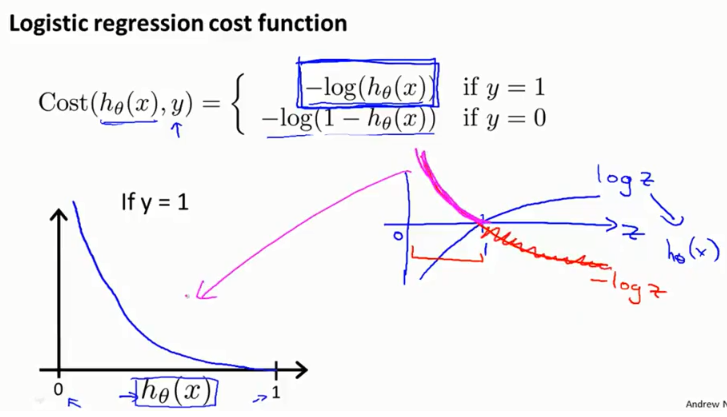 Logistic regression cost function
Cost(hθ(x), y) = { −log(hθ(x)) if y = 1
−log(1 − hθ(x)) if y = 0
If y = 1
log z
z
0
1
hθ(x)
−log z
0
hθ(x)
1
Andrew N